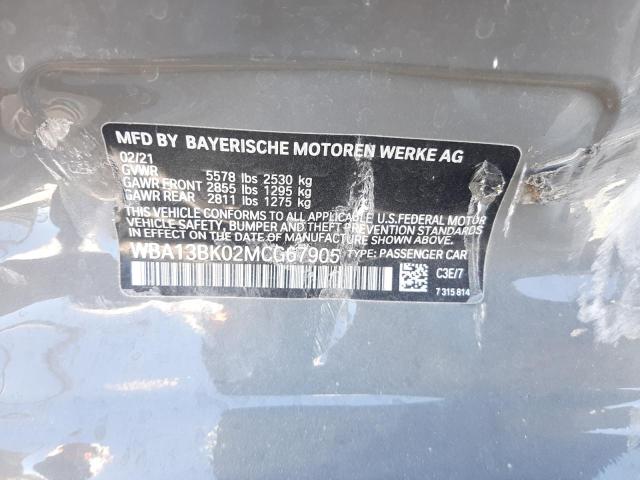 MFD BY BAYERISCHE MOTOREN WERKE AG
02/21
GVWR 5578 lbs 2530 kg
GAWR FRONT 2855 lbs 1295 kg
GAWR REAR 2811 lbs 1275 kg
THIS VEHICLE CONFORMS TO ALL APPLICABLE U.S.FEDERAL MOTOR
VEHICLE SAFETY, BUMPER, AND THEFT PREVENTION STANDARDS
IN EFFECT ON THE DATE OF MANUFACTURE SHOWN ABOVE.
WBA13BK02MCG67905 TYPE: PASSENGER CAR
C3E/7
7 315 814